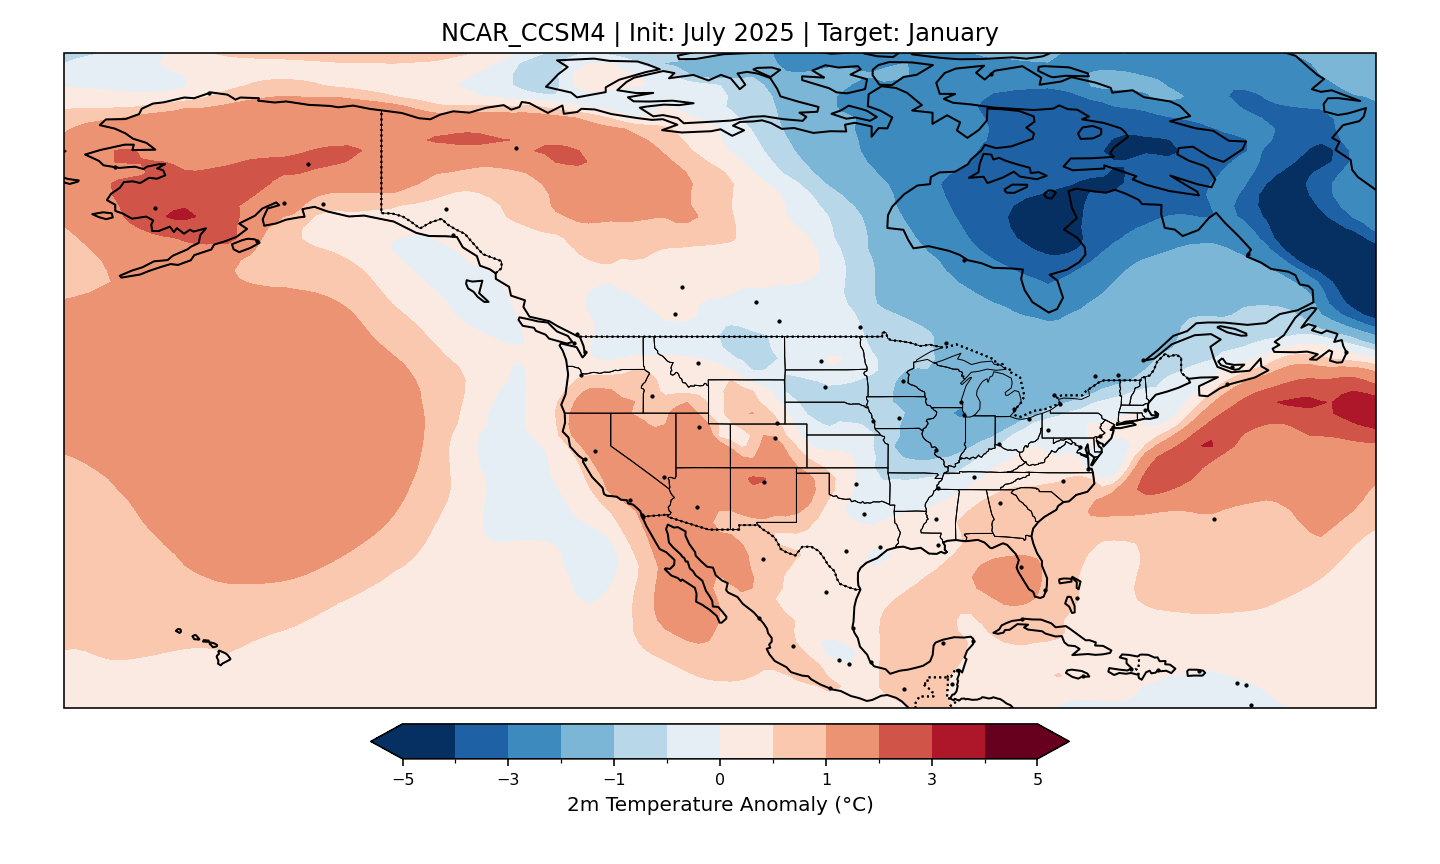 NCAR_CCSM4 | Init: July 2025 | Target: January
−5 −3 −1 0 1 3 5
2m Temperature Anomaly (°C)